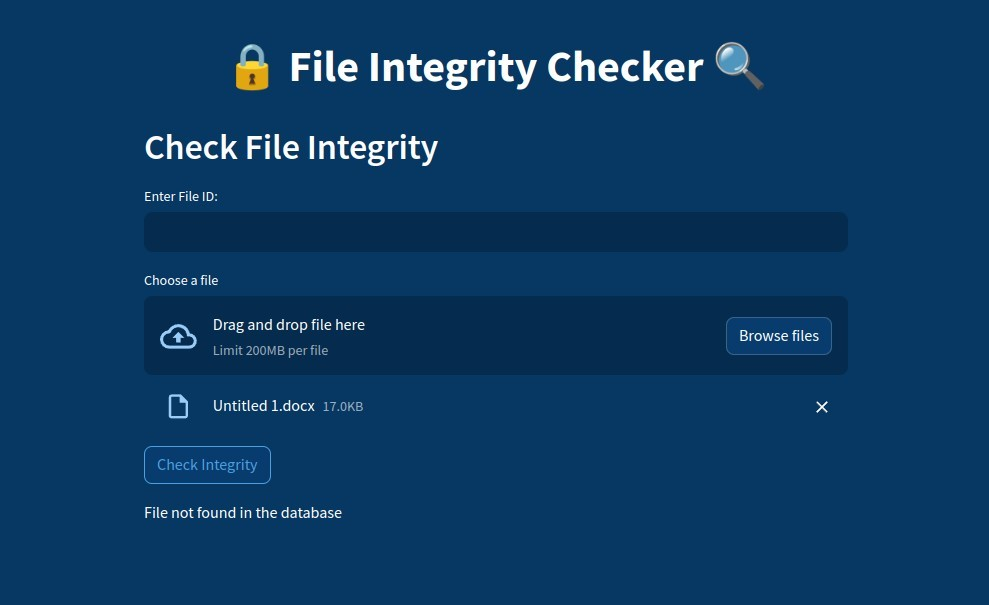 🔒 File Integrity Checker 🔍
Check File Integrity
Enter File ID:
Choose a file
Drag and drop file here
Limit 200MB per file
Browse files
Untitled 1.docx 17.0KB
Check Integrity
File not found in the database